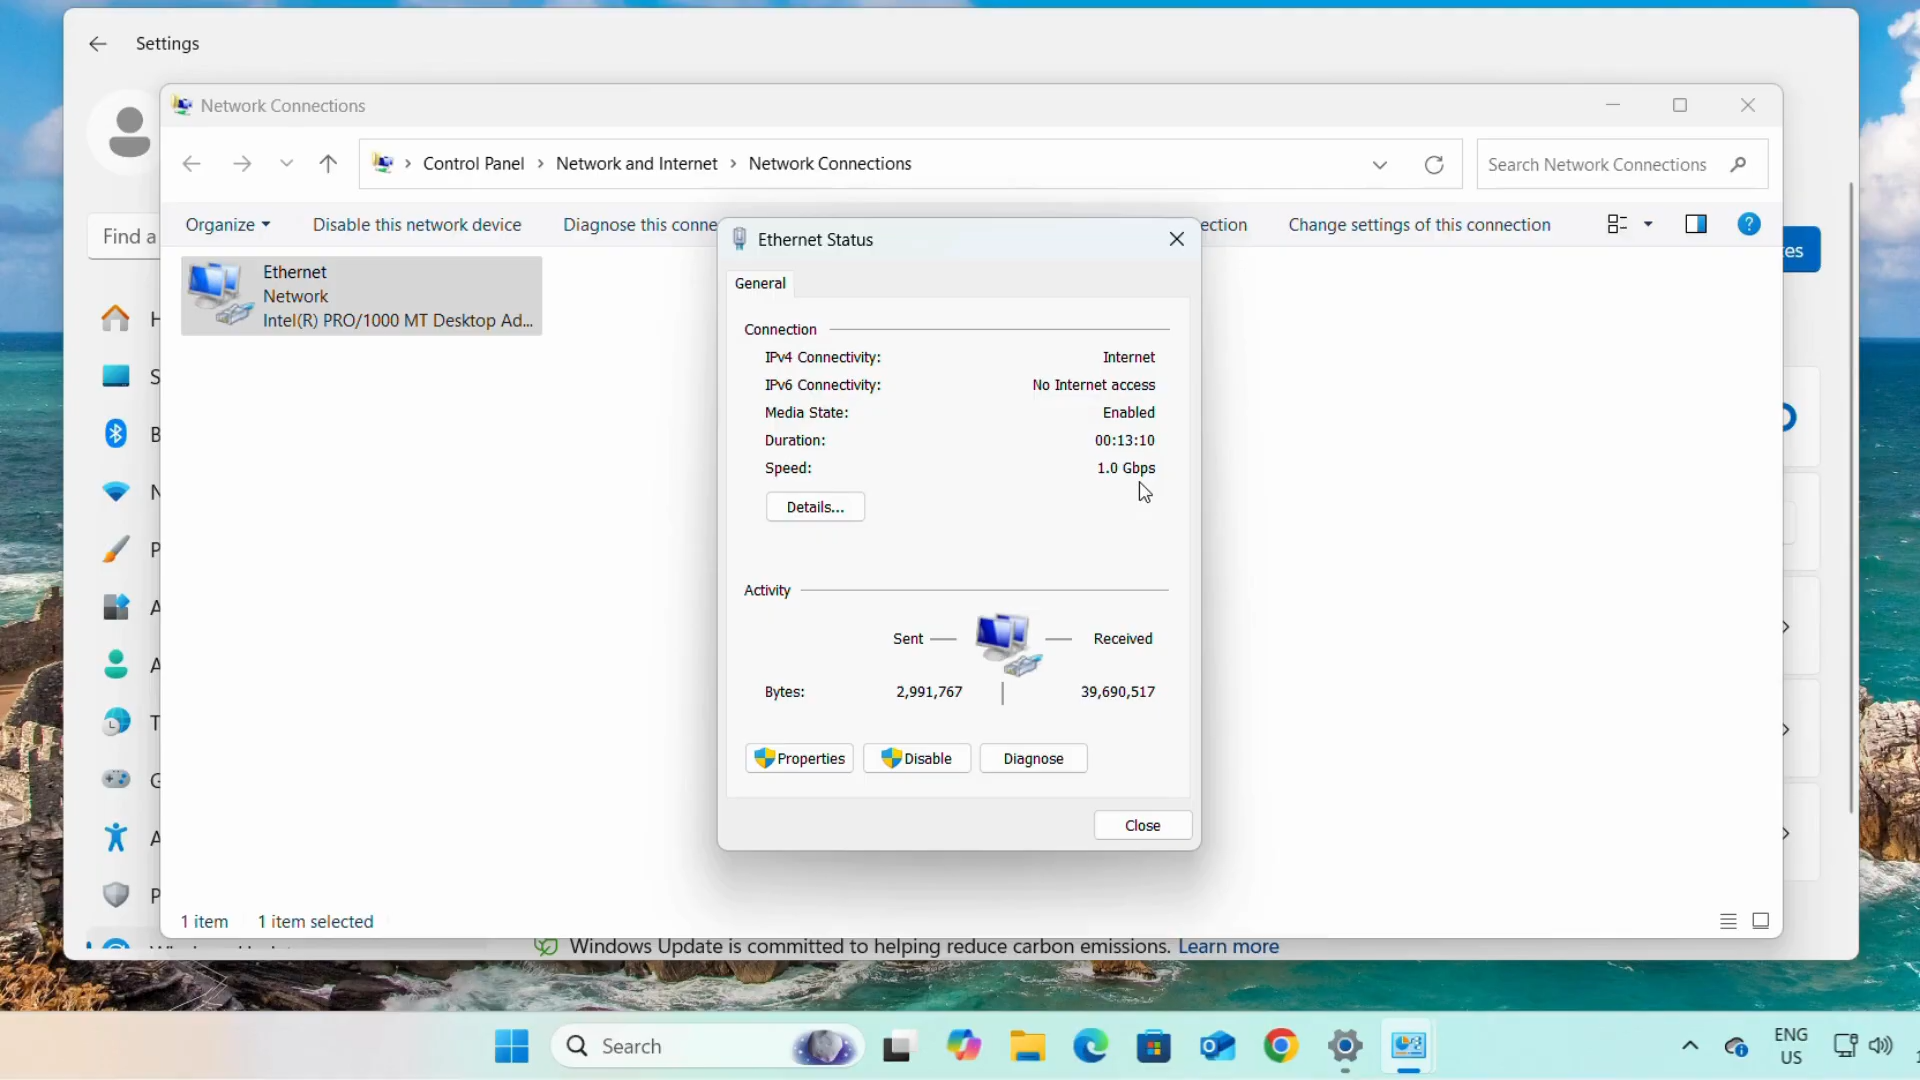 Settings
Network Connections
Control Panel > Network and Internet > Network Connections
Search Network Connections
Organize
Disable this network device
Diagnose this conne
ction
Change settings of this connection
Find a
es
Ethernet
Network
Intel(R) PRO/1000 MT Desktop Ad...
Ethernet Status
General
Connection
IPv4 Connectivity: Internet
IPv6 Connectivity: No Internet access
Media State: Enabled
Duration: 00:13:10
Speed: 1.0 Gbps
Details...
Activity
Sent
Received
Bytes: 2,991,767 39,690,517
Properties
Disable
Diagnose
Close
H
S
B
N
P
A
A
T
G
A
P
1 item
1 item selected
Windows Update is committed to helping reduce carbon emissions. Learn more
Search
ENG
US